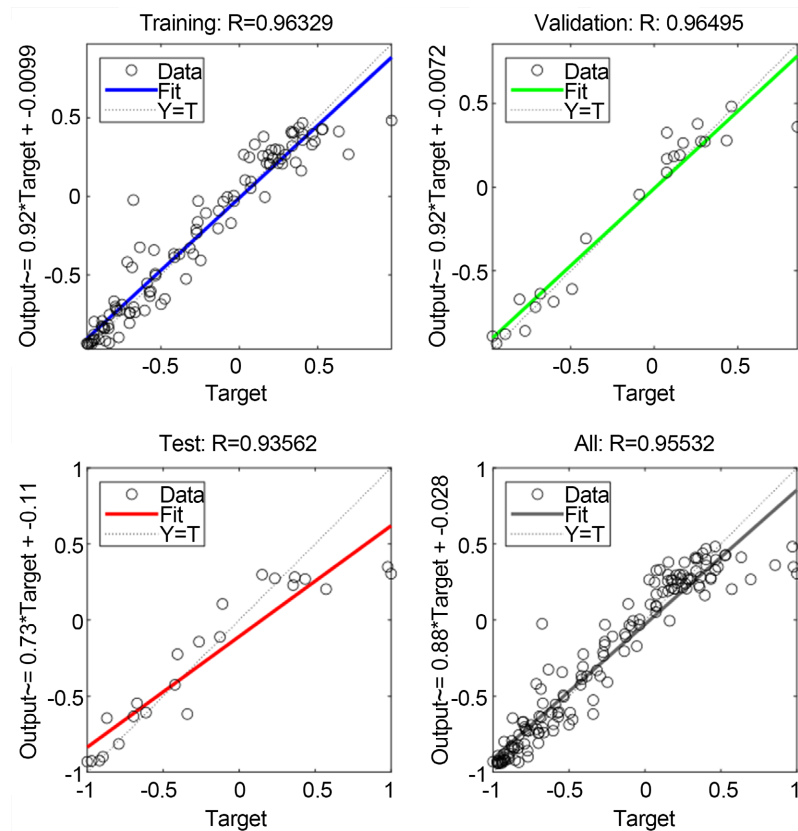 Training: R=0.96329
Output~= 0.92*Target + -0.0099
Data
Fit
Y=T
0.5
0
-0.5
-0.5 0 0.5
Target
Validation: R: 0.96495
Output~= 0.92*Target + -0.0072
Data
Fit
Y=T
0.5
0
-0.5
-0.5 0 0.5
Target
Test: R=0.93562
Output~= 0.73*Target + -0.11
Data
Fit
Y=T
1
0.5
0
-0.5
-1
-1 -0.5 0 0.5 1
Target
All: R=0.95532
Output~= 0.88*Target + -0.028
Data
Fit
Y=T
1
0.5
0
-0.5
-1
-1 -0.5 0 0.5 1
Target